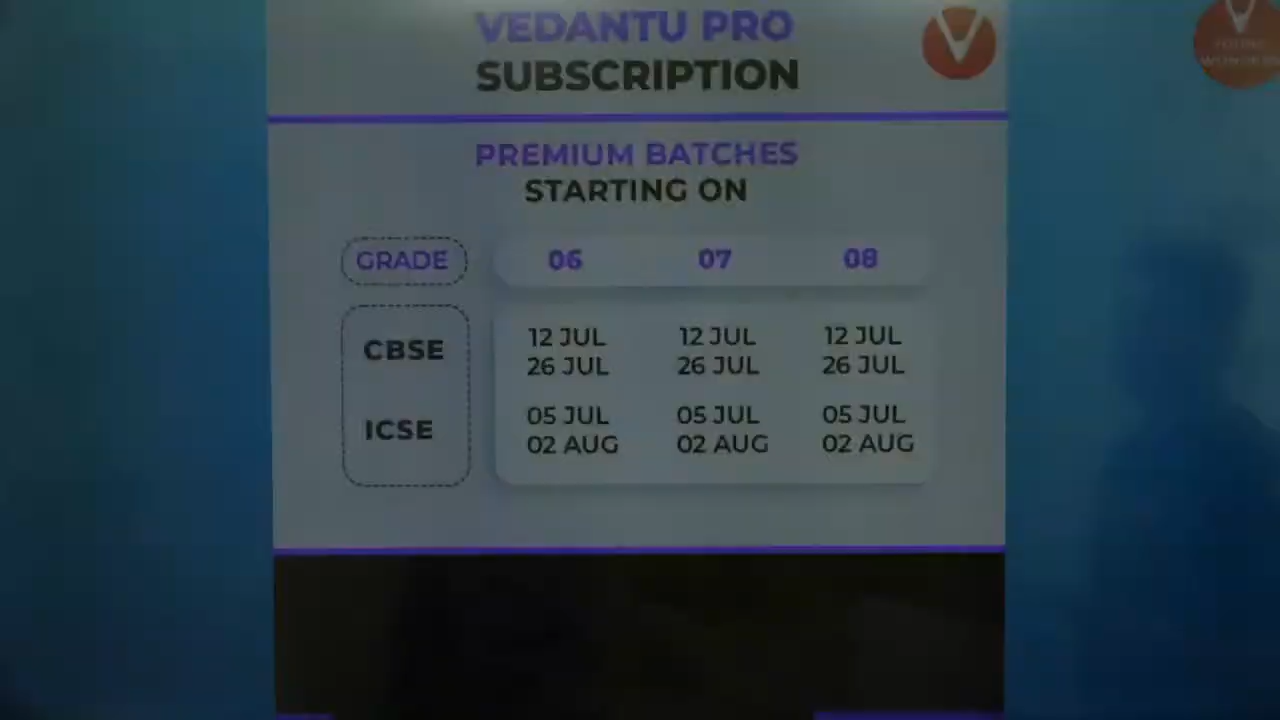 VEDANTU PRO
SUBSCRIPTION
PREMIUM BATCHES
STARTING ON
GRADE 06 07 08
CBSE
12 JUL 12 JUL 12 JUL
26 JUL 26 JUL 26 JUL
ICSE
05 JUL 05 JUL 05 JUL
02 AUG 02 AUG 02 AUG